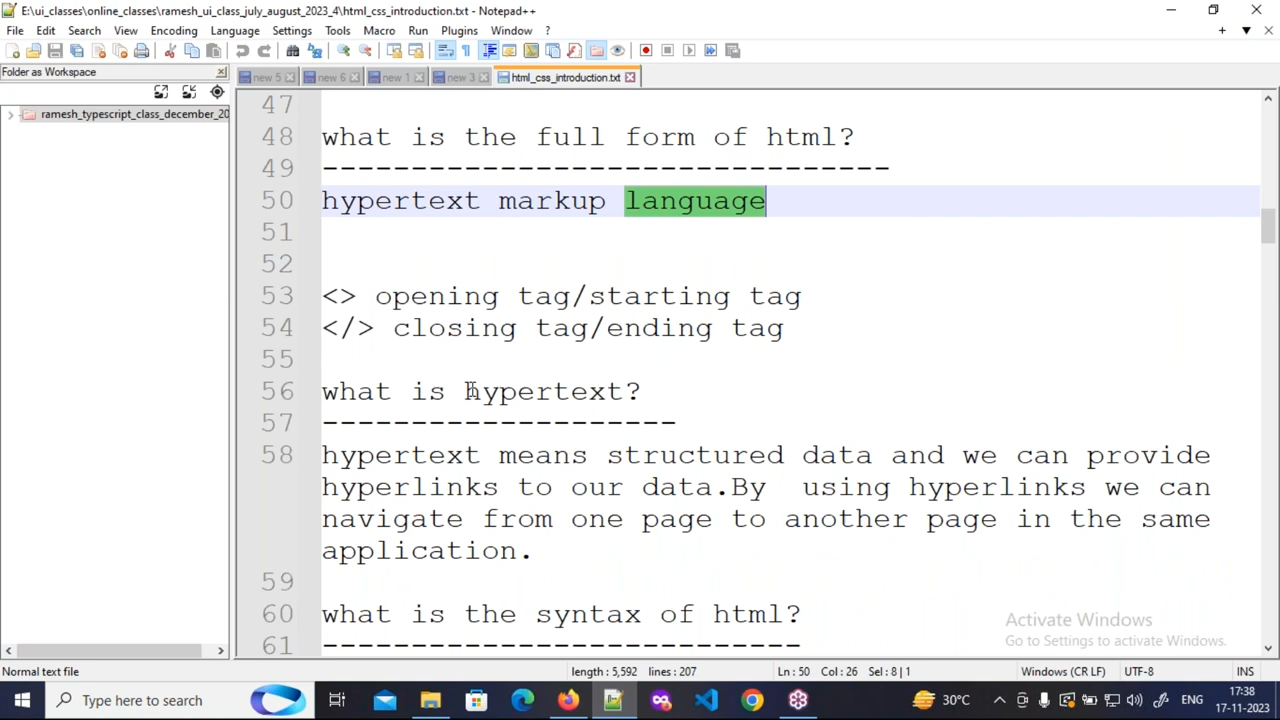 E:\ui_classes\online_classes\ramesh_ui_class_july_august_2023_4\html_css_introduction.txt - Notepad++
File Edit Search View Encoding Language Settings Tools Macro Run Plugins Window ?
Folder as Workspace
new 5 new 6 new 1 new 3 html_css_introduction.txt
ramesh_typescript_class_december_20
47
48 what is the full form of html?
49 --------------------------------
50 hypertext markup language
51
52
53 <> opening tag/starting tag
54 </> closing tag/ending tag
55
56 what is hypertext?
57 --------------------
58 hypertext means structured data and we can provide
hyperlinks to our data.By  using hyperlinks we can
navigate from one page to another page in the same
application.
59
60 what is the syntax of html?
61 ---------------------------
Activate Windows
Go to Settings to activate Windows.
Normal text file length : 5,592 lines : 207 Ln : 50 Col : 26 Sel : 8 | 1 Windows (CR LF) UTF-8 INS
Type here to search 30°C ENG 17:38
17-11-2023